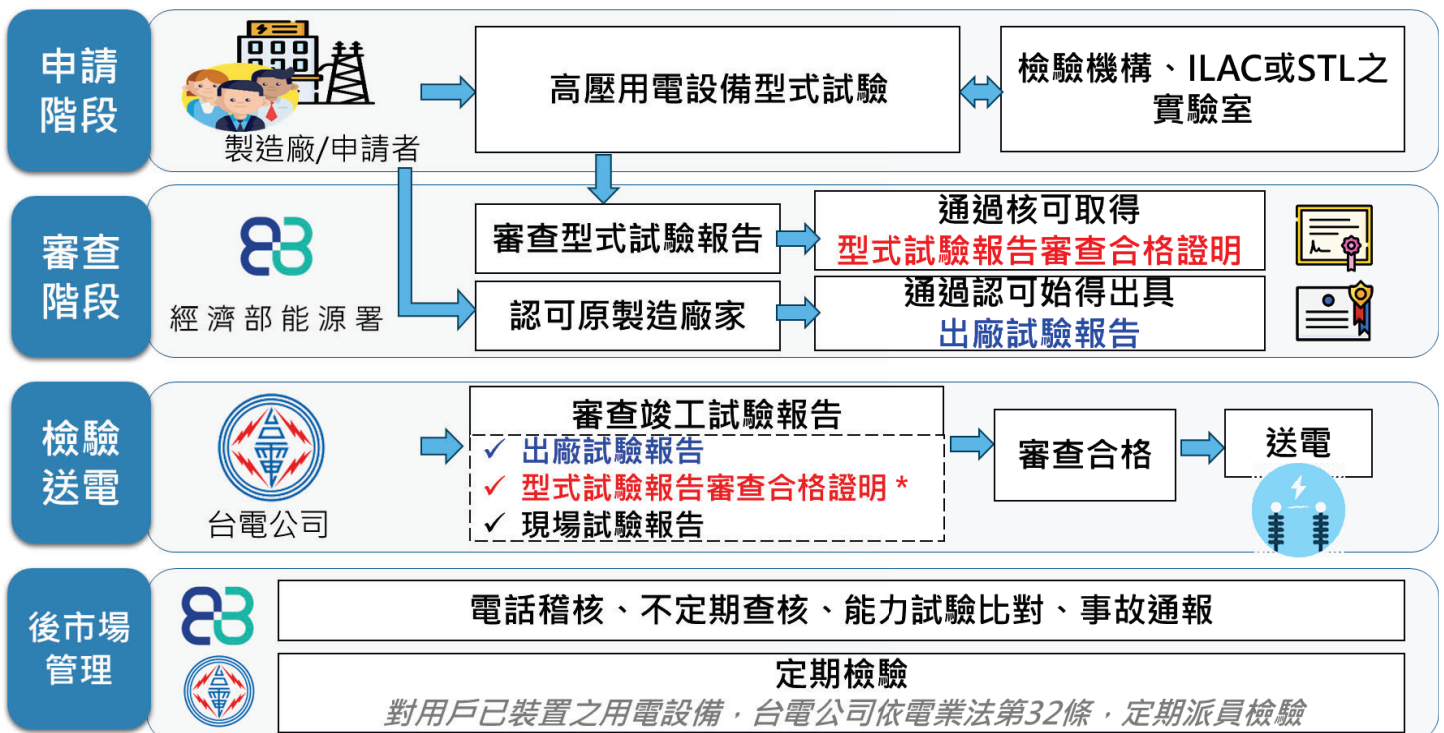 申請
階段
製造廠/申請者
高壓用電設備型式試驗
檢驗機構、ILAC或STL之
實驗室
審查
階段
經濟部能源署
審查型式試驗報告
通過核可取得
型式試驗報告審查合格證明
認可原製造廠家
通過認可始得出具
出廠試驗報告
檢驗
送電
台電
台電公司
審查竣工試驗報告
✓ 出廠試驗報告
✓ 型式試驗報告審查合格證明 *
✓ 現場試驗報告
審查合格
送電
後市場
管理
電話稽核、不定期查核、能力試驗比對、事故通報
台電
定期檢驗
對用戶已裝置之用電設備，台電公司依電業法第32條，定期派員檢驗